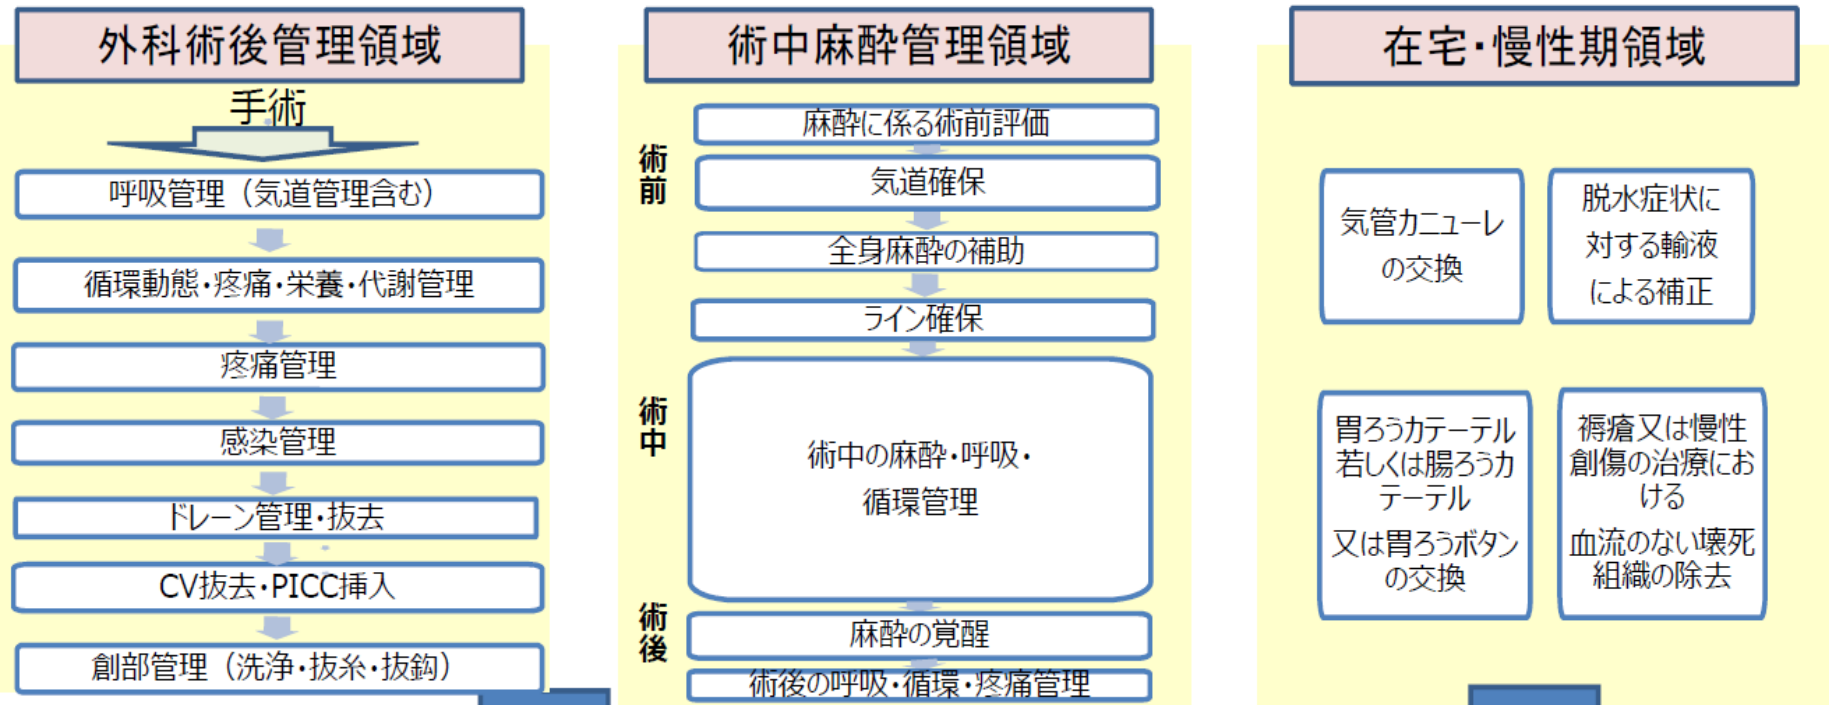 外科術後管理領域
手術
呼吸管理（気道管理含む）
循環動態・疼痛・栄養・代謝管理
疼痛管理
感染管理
ドレーン管理・抜去
CV抜去・PICC挿入
創部管理（洗浄・抜糸・抜鈎）
術中麻酔管理領域
術前
麻酔に係る術前評価
気道確保
全身麻酔の補助
ライン確保
術中
術中の麻酔・呼吸・
循環管理
術後
麻酔の覚醒
術後の呼吸・循環・疼痛管理
在宅・慢性期領域
気管カニューレ
の交換
脱水症状に
対する輸液
による補正
胃ろうカテーテル
若しくは腸ろうカ
テーテル
又は胃ろうボタン
の交換
褥瘡又は慢性
創傷の治療にお
ける
血流のない壊死
組織の除去